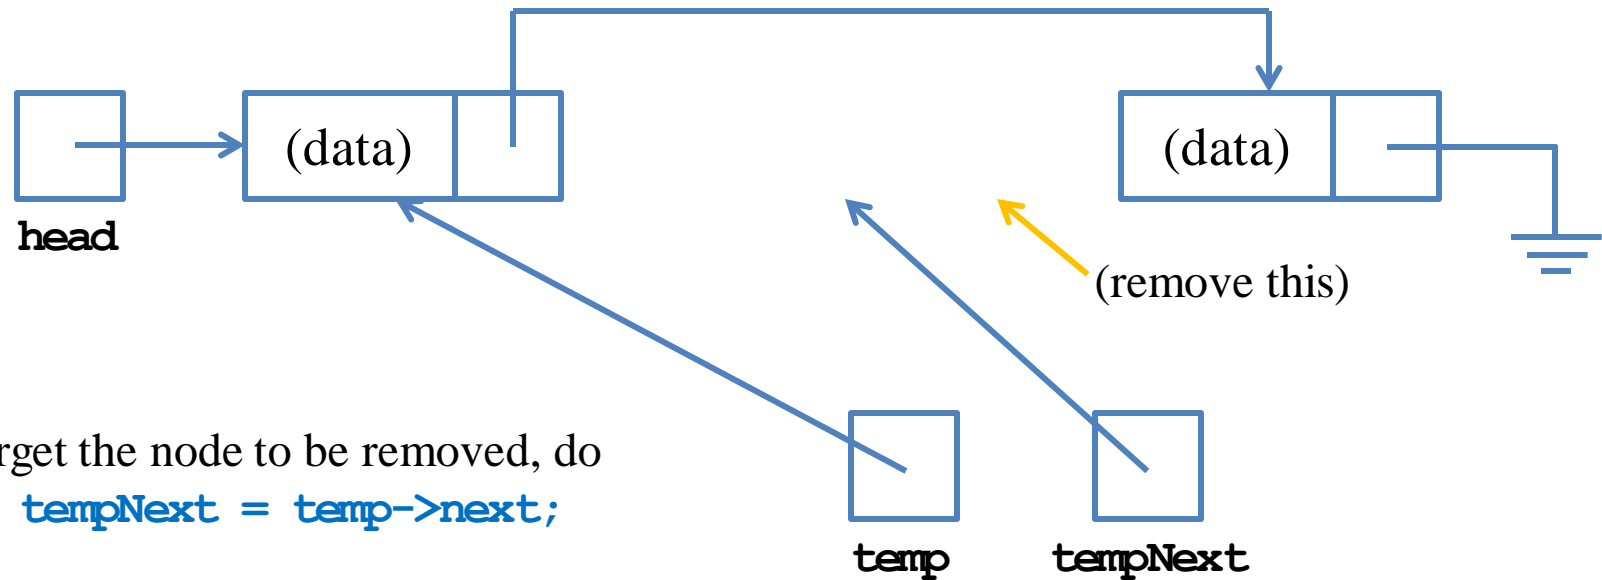 (data)
(data)
head
(remove this)
rget the node to be removed, do
tempNext = temp->next;
temp
tempNext